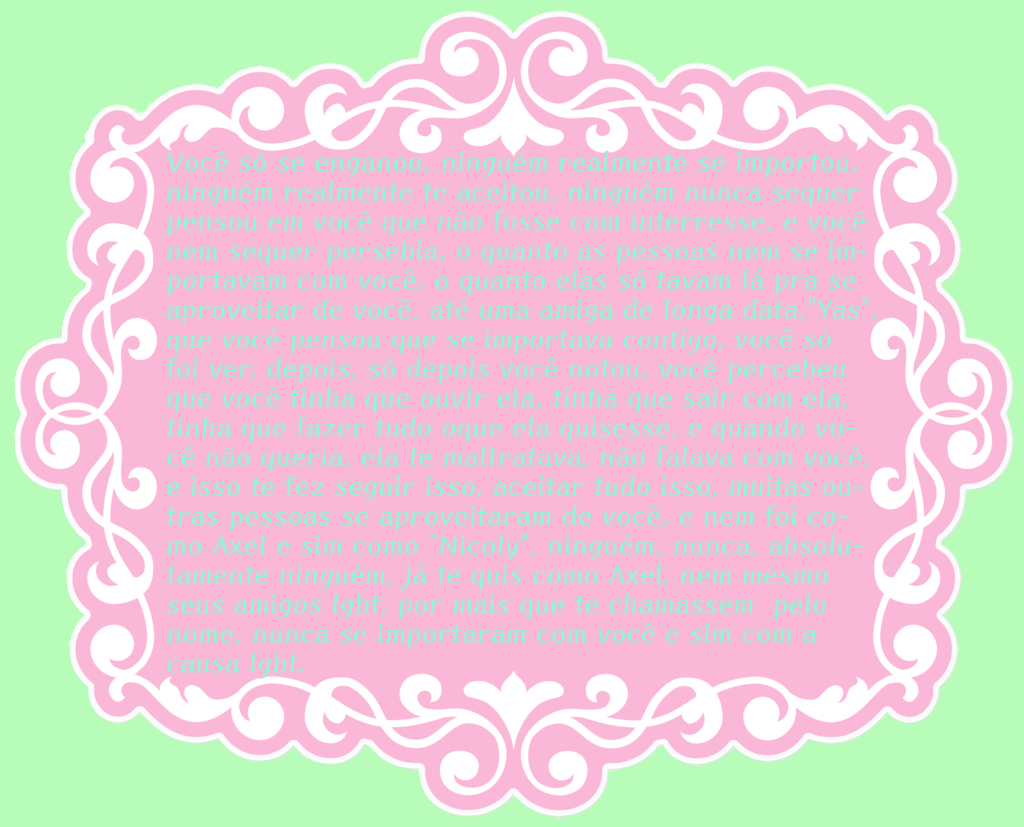 Você só se enganou, ninguém realmente se importou,
ninguém realmente te aceitou, ninguém nunca sequer
pensou em você que não fosse com interresse, e você
nem sequer persebia, o quanto as pessoas nem se im-
portavam com você, o quanto elas só tavam lá pra se
aproveitar de você, até uma amiga de longa data,"Yas",
que você pensou que se importava contigo, você só
foi ver, depois, só depois você notou, você percebeu
que você tinha que ouvir ela, tinha que sair com ela,
tinha que fazer tudo oque ela quisesse, e quando vo-
cê não queria, ela te maltratava, não falava com você,
e isso te fez seguir isso, aceitar tudo isso, muitas ou-
tras pessoas se aproveitaram de você, e nem foi co-
mo Axel e sim como "Nicoly", ninguém, nunca, absolu-
tamente ninguém, já te quis como Axel, nem mesmo
seus amigos lgbt, por mais que te chamassem  pelo
nome, nunca se importaram com você e sim com a
causa lgbt.